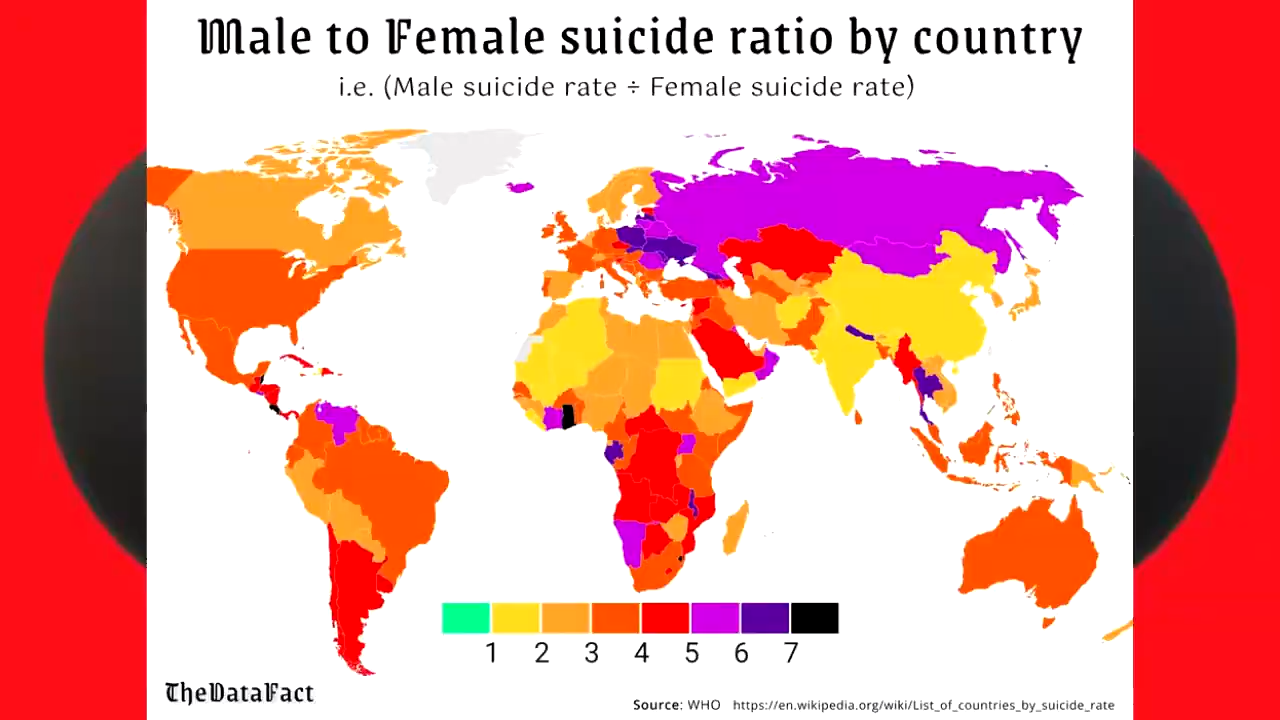 Male to Female suicide ratio by country
i.e. (Male suicide rate ÷ Female suicide rate)
1 2 3 4 5 6 7
TheDataFact
Source: WHO https://en.wikipedia.org/wiki/List_of_countries_by_suicide_rate